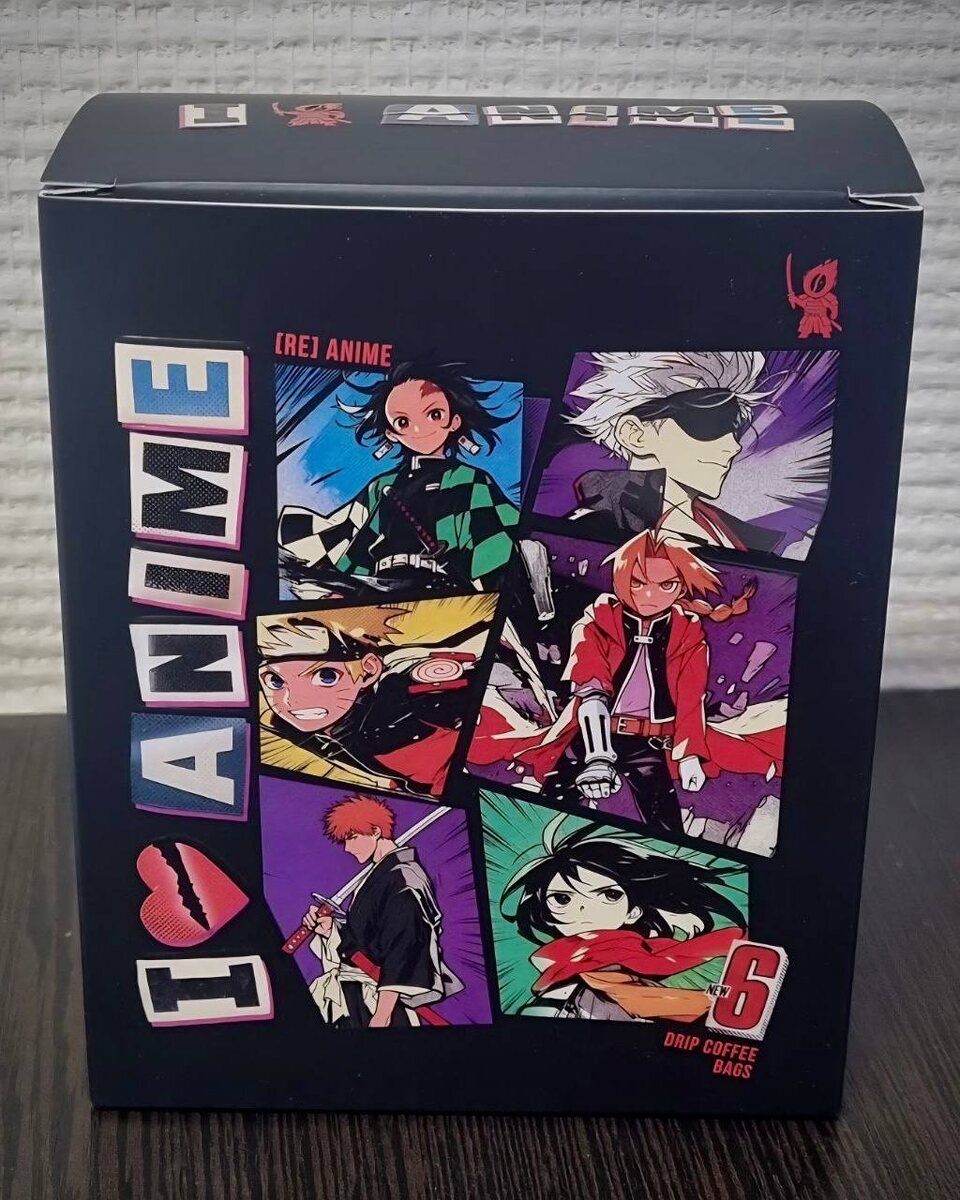 I ANIME
[RE] ANIME
I ANIME
NEW 6
DRIP COFFEE
BAGS